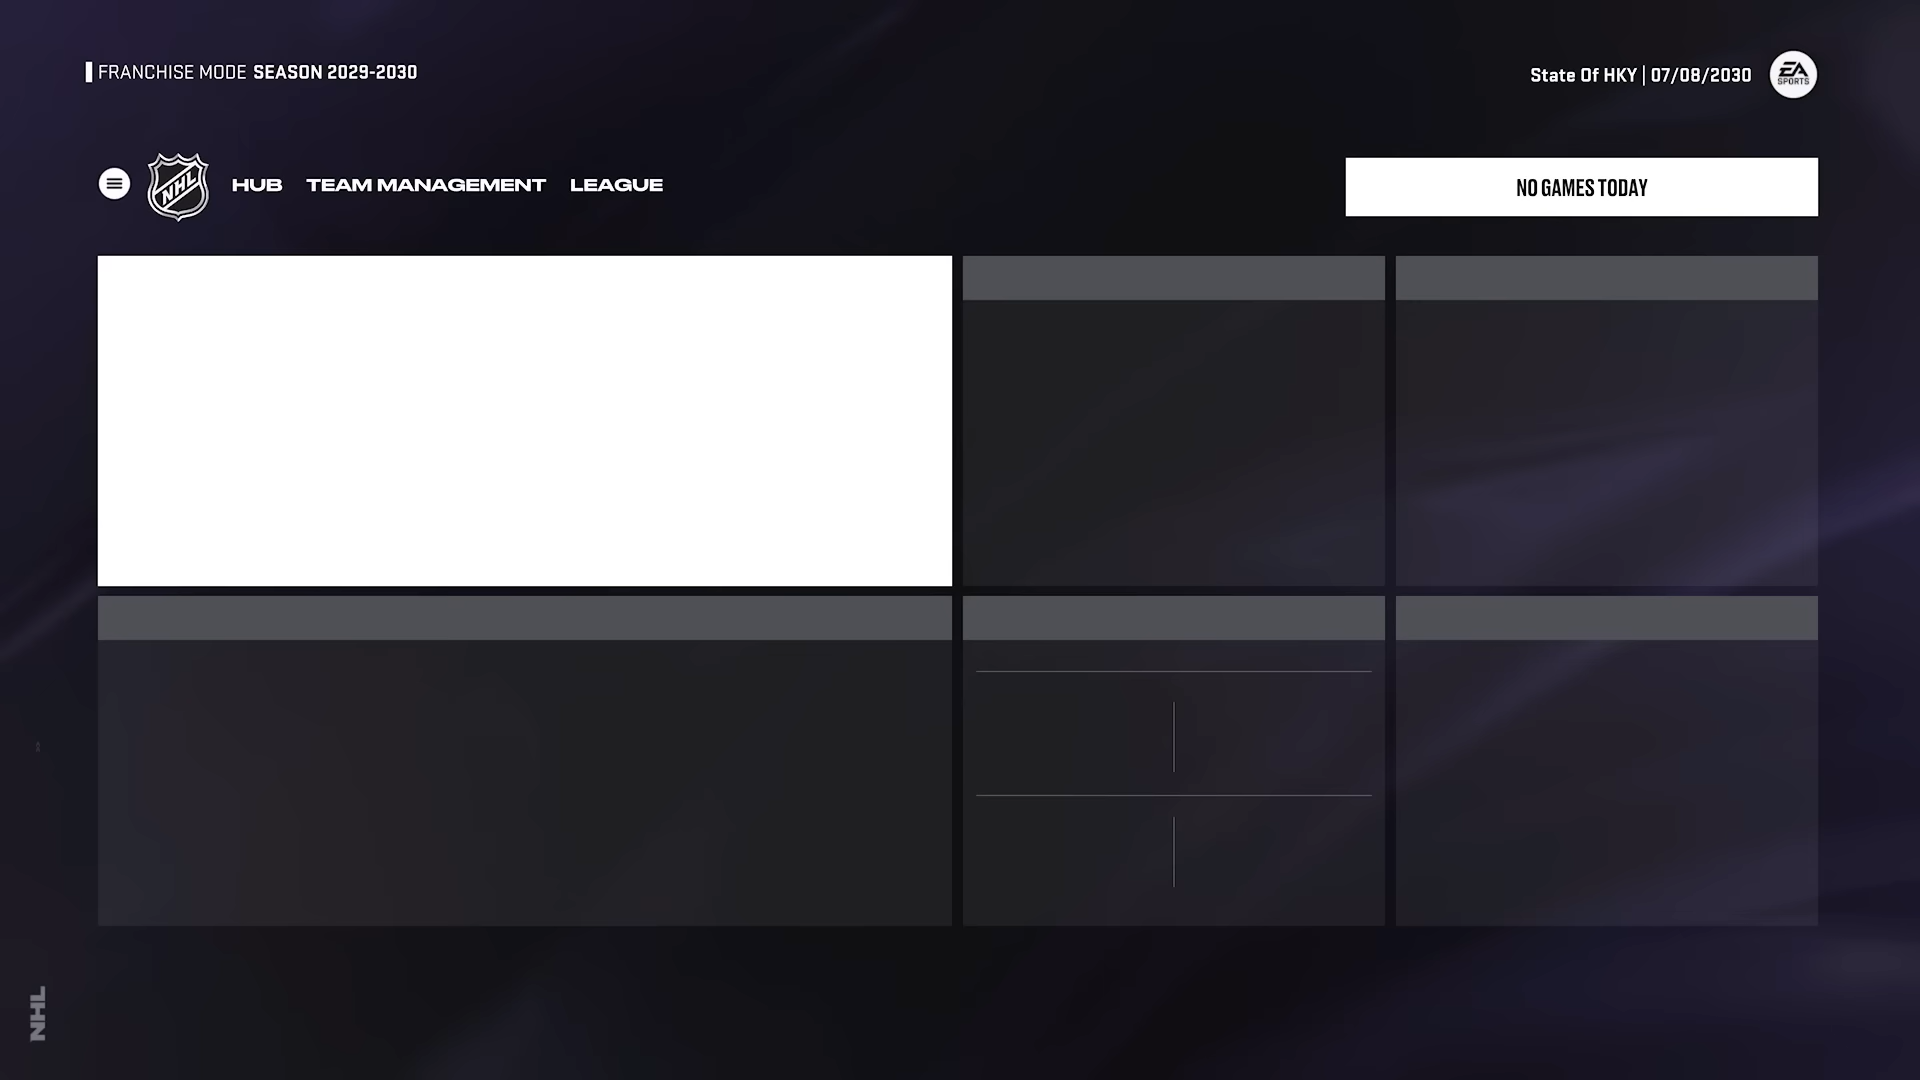 FRANCHISE MODE SEASON 2029-2030
State Of HKY | 07/08/2030
EA SPORTS
NHL
HUB
TEAM MANAGEMENT
LEAGUE
NO GAMES TODAY
NHL